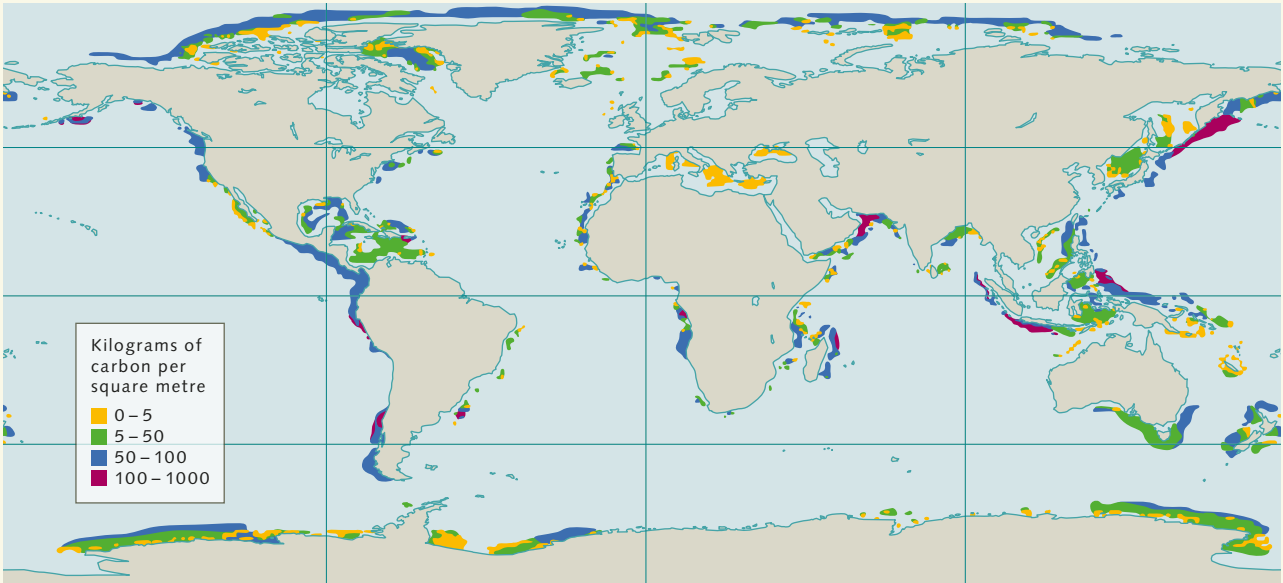 Kilograms of
carbon per
square metre
0 – 5
5 – 50
50 – 100
100 – 1000